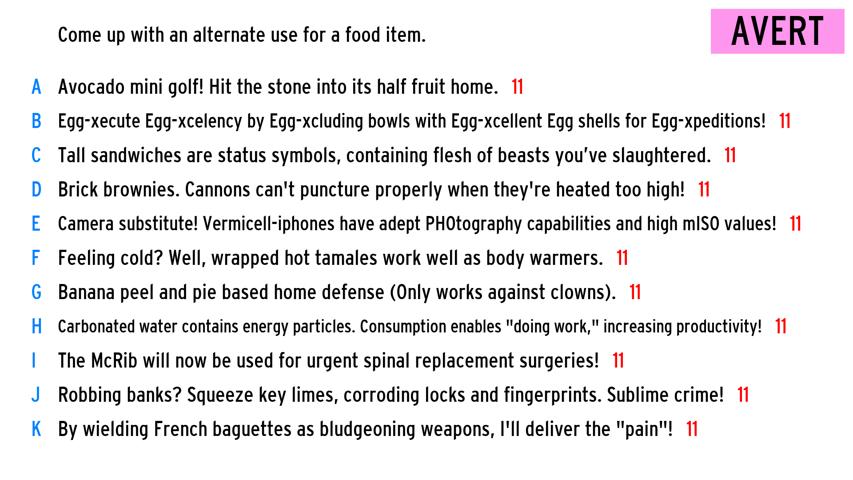 Come up with an alternate use for a food item.
AVERT
A Avocado mini golf! Hit the stone into its half fruit home. 11
B Egg-xecute Egg-xcelency by Egg-xcluding bowls with Egg-xcellent Egg shells for Egg-xpeditions! 11
C Tall sandwiches are status symbols, containing flesh of beasts you've slaughtered. 11
D Brick brownies. Cannons can't puncture properly when they're heated too high! 11
E Camera substitute! Vermicell-iphones have adept PHOtography capabilities and high mISO values! 11
F Feeling cold? Well, wrapped hot tamales work well as body warmers. 11
G Banana peel and pie based home defense (Only works against clowns). 11
H Carbonated water contains energy particles. Consumption enables "doing work," increasing productivity! 11
I The McRib will now be used for urgent spinal replacement surgeries! 11
J Robbing banks? Squeeze key limes, corroding locks and fingerprints. Sublime crime! 11
K By wielding French baguettes as bludgeoning weapons, I'll deliver the "pain"! 11